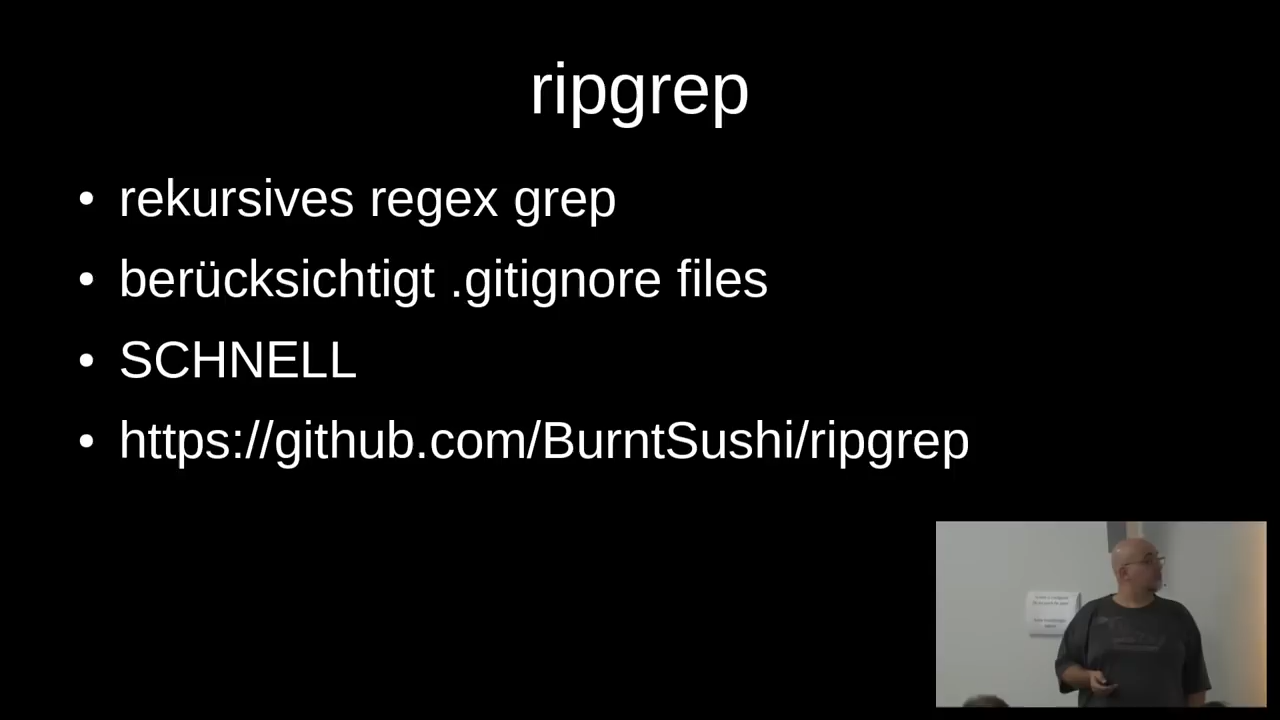 ripgrep
• rekursives regex grep
• berücksichtigt .gitignore files
• SCHNELL
• https://github.com/BurntSushi/ripgrep